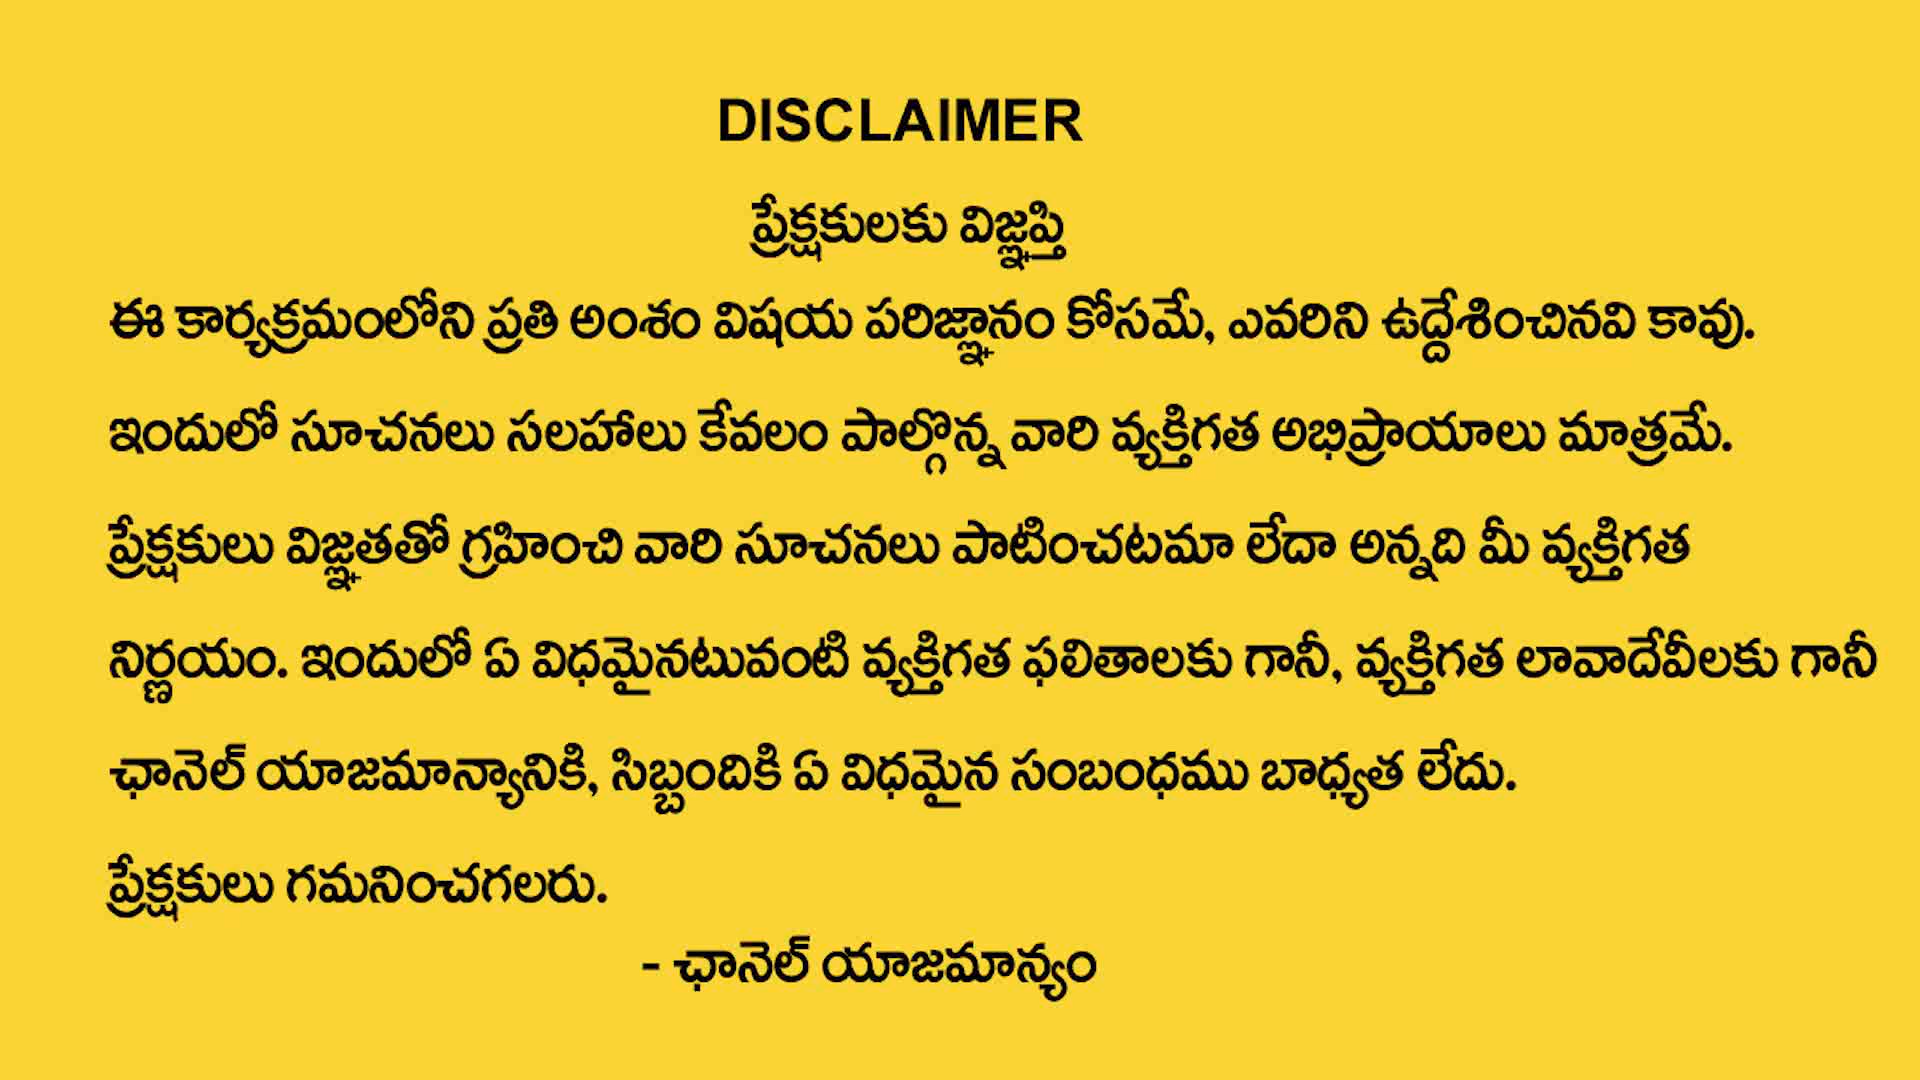 DISCLAIMER
ప్రేక్షకులకు విజ్ఞప్తి
ఈ కార్యక్రమంలోని ప్రతి అంశం విషయ పరిజ్ఞానం కోసమే, ఎవరిని ఉద్దేశించినవి కావు.
ఇందులో సూచనలు సలహాలు కేవలం పాల్గొన్న వారి వ్యక్తిగత అభిప్రాయాలు మాత్రమే.
ప్రేక్షకులు విజ్ఞతతో గ్రహించి వారి సూచనలు పాటించటమా లేదా అన్నది మీ వ్యక్తిగత
నిర్ణయం. ఇందులో ఏ విధమైనటువంటి వ్యక్తిగత ఫలితాలకు గానీ, వ్యక్తిగత లావాదేవీలకు గానీ
ఛానెల్ యాజమాన్యానికి, సిబ్బందికి ఏ విధమైన సంబంధము బాధ్యత లేదు.
ప్రేక్షకులు గమనించగలరు.
- ఛానెల్ యాజమాన్యం